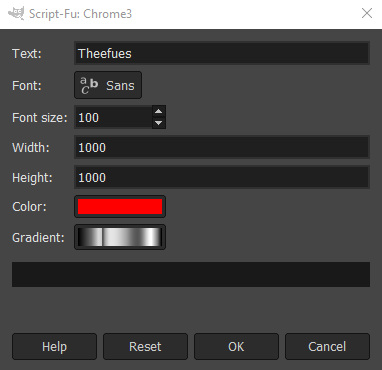 Script-Fu: Chrome3
Text: Theefues
Font: Sans
Font size: 100
Width: 1000
Height: 1000
Color:
Gradient:
Help Reset OK Cancel